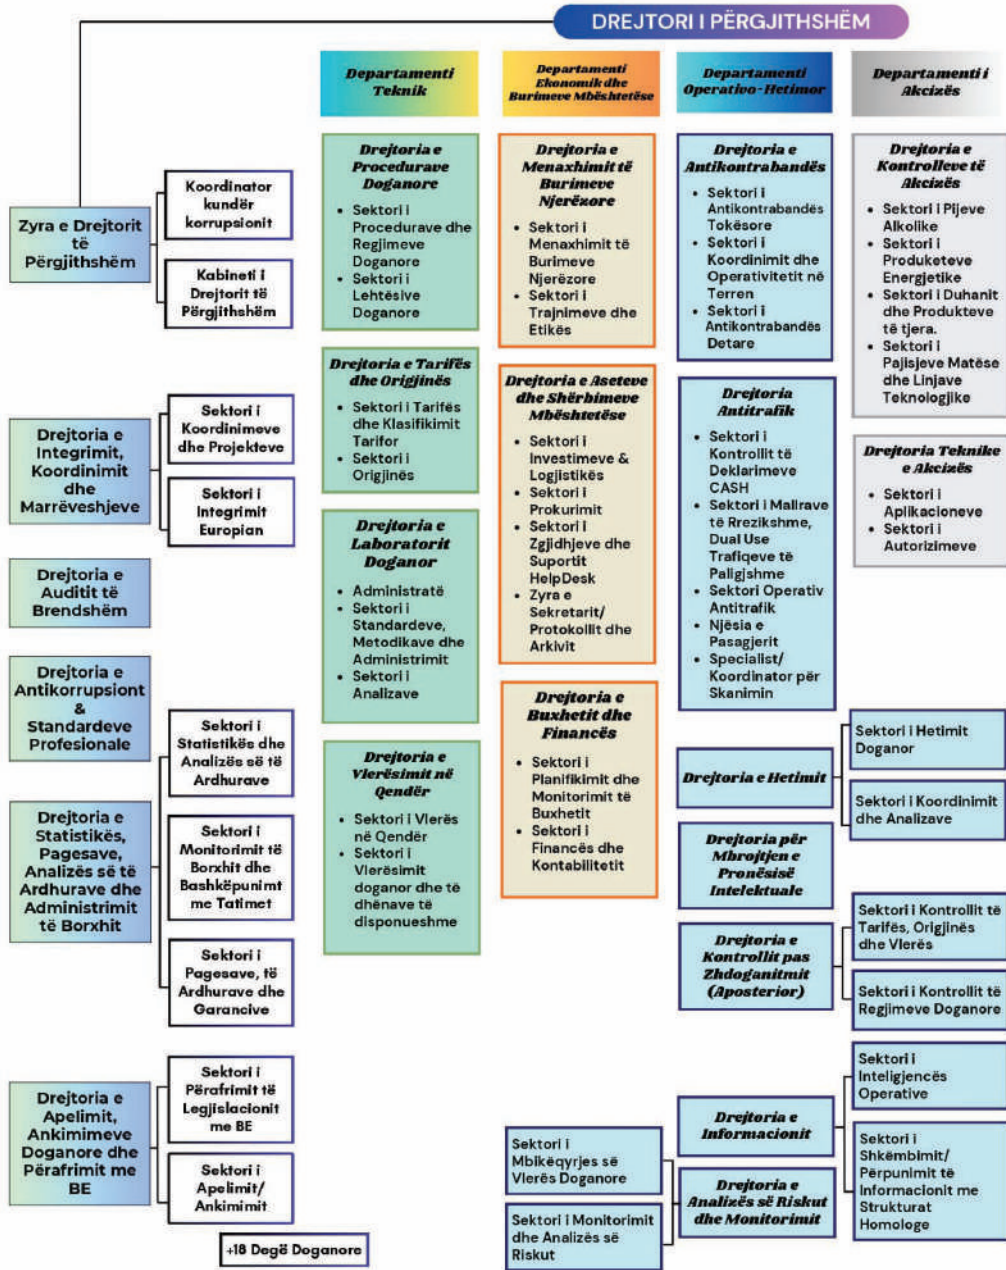 DREJTORI I PËRGJITHSHËM
Zyra e Drejtorit
të
Përgjithshëm
Koordinator
kundër
korrupsionit
Kabineti i
Drejtorit të
Përgjithshëm
Drejtoria e
Integrimit,
Koordinimit
dhe
Marrëveshjeve
Sektori i
Koordinimeve
dhe Projekteve
Sektori i
Integrimit
Europian
Drejtoria e
Auditit të
Brendshëm
Drejtoria e
Antikorrupsiont
&
Standardeve
Profesionale
Drejtoria e
Statistikës,
Pagesave,
Analizës së të
Ardhurave dhe
Administrimit
të Borxhit
Sektori i
Statistikës dhe
Analizës së të
Ardhurave
Sektori i
Monitorimit të
Borxhit dhe
Bashkëpunimt
me Tatimet
Sektori i
Pagesave, të
Ardhurave dhe
Garancive
Drejtoria e
Apelimit,
Ankimimeve
Doganore dhe
Përafrimit me
BE
Sektori i
Përafrimit të
Legjislacionit
me BE
Sektori i
Apelimit/
Ankimimit
+18 Degë Doganore
Departamenti
Teknik
Drejtoria e
Procedurave
Doganore
• Sektori i
Procedurave dhe
Regjimeve
Doganore
• Sektori i
Lehtësive
Doganore
Drejtoria e Tarifës
dhe Origjinës
• Sektori i Tarifës
dhe Klasifikimit
Tarifor
• Sektori i
Origjinës
Drejtoria e
Laboratorit
Doganor
• Administratë
• Sektori i
Standardeve,
Metodikave dhe
Administrimit
• Sektori i
Analizave
Drejtoria e
Vlerësimit në
Qendër
• Sektori i Vlerës
në Qendër
• Sektori i
Vlerësimit
doganor dhe të
dhënave të
disponueshme
Departamenti
Ekonomik dhe
Burimeve Mbështetëse
Drejtoria e
Menaxhimit të
Burimeve
Njerëzore
• Sektori i
Menaxhimit të
Burimeve
Njerëzore
• Sektori i
Trajnimeve dhe
Etikës
Drejtoria e Aseteve
dhe Shërbimeve
Mbështetëse
• Sektori i
Investimeve &
Logjistikës
• Sektori i
Prokurimit
• Sektori i
Zgjidhjeve dhe
Suportit
HelpDesk
• Zyra e
Sekretarit/
Protokollit dhe
Arkivit
Drejtoria e
Buxhetit dhe
Financës
• Sektori i
Planifikimit dhe
Monitorimit të
Buxhetit
• Sektori i
Financës dhe
Kontabilitetit
Departamenti
Operativo-Hetimor
Drejtoria e
Antikontrabandës
• Sektori i
Antikontrabandës
Tokësore
• Sektori i
Koordinimit dhe
Operativitetit në
Terren
• Sektori i
Antikontrabandës
Detare
Drejtoria
Antitrafik
• Sektori i
Kontrollit të
Deklarimeve
CASH
• Sektori i Mallrave
të Rrezikshme,
Dual Use
Trafiqeve të
Paligjshme
• Sektori Operativ
Antitrafik
• Njësia e
Pasagjerit
• Specialist/
Koordinator për
Skanimin
Drejtoria e Hetimit
Sektori i Hetimit
Doganor
Sektori i Koordinimit
dhe Analizave
Drejtoria për
Mbrojtjen e
Pronësisë
Intelektuale
Drejtoria e
Kontrollit pas
Zhdoganitmit
(Aposterior)
Sektori i Kontrollit të
Tarifës, Origjinës
dhe Vlerës
Sektori i Kontrollit të
Regjimeve Doganore
Drejtoria e
Informacionit
Sektori i
Inteligjencës
Operative
Sektori i
Shkëmbimit/
Përpunimit të
Informacionit me
Strukturat
Homologe
Drejtoria e
Analizës së Riskut
dhe Monitorimit
Sektori i
Mbikëqyrjes së
Vlerës Doganore
Sektori i Monitorimit
dhe Analizës së
Riskut
Departamenti i
Akcizës
Drejtoria e
Kontrolleve të
Akcizës
• Sektori i Pijeve
Alkolike
• Sektori i
Produketeve
Energjetike
• Sektori i Duhanit
dhe Produkteve
të tjera.
• Sektori i
Pajisjeve Matëse
dhe Linjave
Teknologjike
Drejtoria Teknike
e Akcizës
• Sektori i
Aplikacioneve
• Sektori i
Autorizimeve